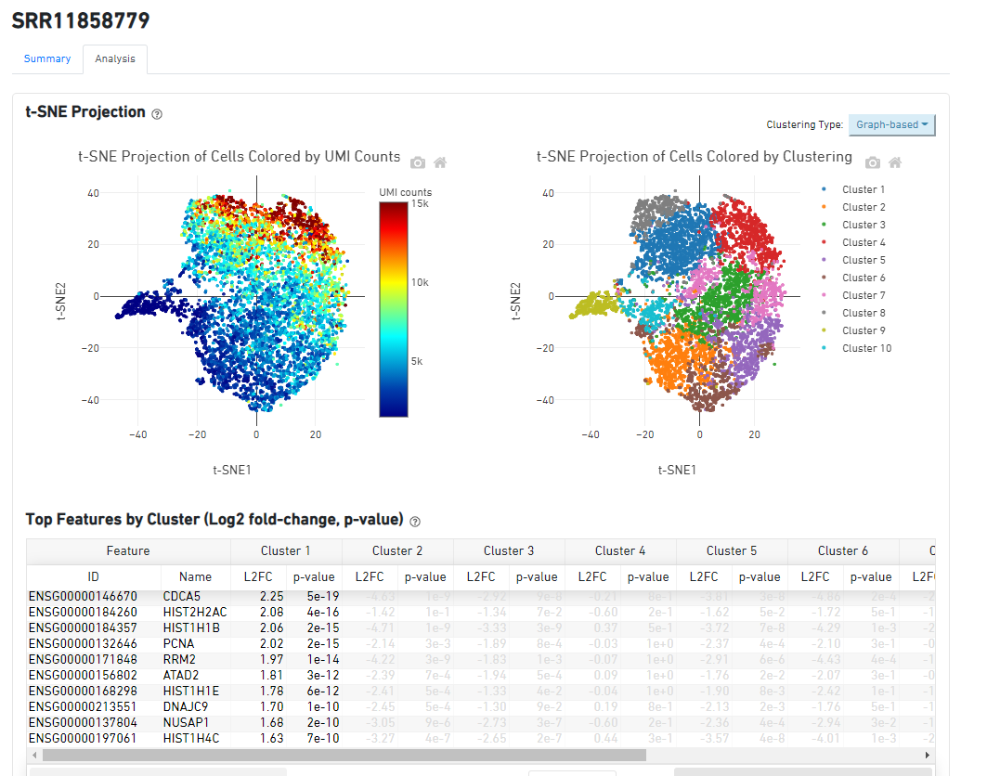 SRR11858779
Summary Analysis
t-SNE Projection ?
Clustering Type: Graph-based
t-SNE Projection of Cells Colored by UMI Counts
UMI counts
15k
10k
5k
40
20
0
−20
−40
t-SNE2
−40 −20 0 20
t-SNE1
t-SNE Projection of Cells Colored by Clustering
40
20
0
−20
−40
t-SNE2
−40 −20 0 20
t-SNE1
Cluster 1
Cluster 2
Cluster 3
Cluster 4
Cluster 5
Cluster 6
Cluster 7
Cluster 8
Cluster 9
Cluster 10
Top Features by Cluster (Log2 fold-change, p-value) ?
Feature Cluster 1 Cluster 2 Cluster 3 Cluster 4 Cluster 5 Cluster 6 C
ID Name L2FC p-value L2FC p-value L2FC p-value L2FC p-value L2FC p-value L2FC p-value L2F
ENSG00000146670 CDCA5 2.25 5e-19 -4.63 1e-9 -2.92 9e-8 -0.21 8e-1 -3.81 3e-8 -4.86 2e-4 -2
ENSG00000184260 HIST2H2AC 2.08 4e-16 -1.42 1e-1 -1.34 7e-2 -0.60 2e-1 -1.62 5e-2 -1.72 5e-1 -1
ENSG00000184357 HIST1H1B 2.06 2e-15 -4.71 1e-9 -3.33 3e-9 0.37 5e-1 -3.72 7e-8 -4.29 1e-3 -2
ENSG00000132646 PCNA 2.02 2e-15 -2.14 3e-3 -1.89 8e-4 -0.03 1e+0 -2.37 4e-4 -2.10 3e-1 -0
ENSG00000171848 RRM2 1.97 1e-14 -4.22 3e-9 -1.83 1e-3 -0.07 1e+0 -2.91 6e-6 -4.43 4e-4 -1
ENSG00000156802 ATAD2 1.81 3e-12 -2.39 7e-4 -1.94 5e-4 0.09 1e+0 -1.76 2e-2 -2.07 3e-1 -0
ENSG00000168298 HIST1H1E 1.78 6e-12 -2.41 5e-4 -1.33 4e-2 -0.04 1e+0 -1.90 8e-3 -2.42 1e-1 -1
ENSG00000213551 DNAJC9 1.70 1e-10 -2.45 5e-4 -1.30 9e-2 0.19 8e-1 -2.13 2e-3 -1.76 5e-1 -1
ENSG00000137804 NUSAP1 1.68 2e-10 -3.05 9e-6 -2.73 3e-7 -0.60 2e-1 -2.36 4e-4 -2.94 3e-2 -1
ENSG00000197061 HIST1H4C 1.63 7e-10 -3.27 4e-7 -2.65 2e-7 0.44 3e-1 -3.57 4e-8 -4.01 1e-3 -2